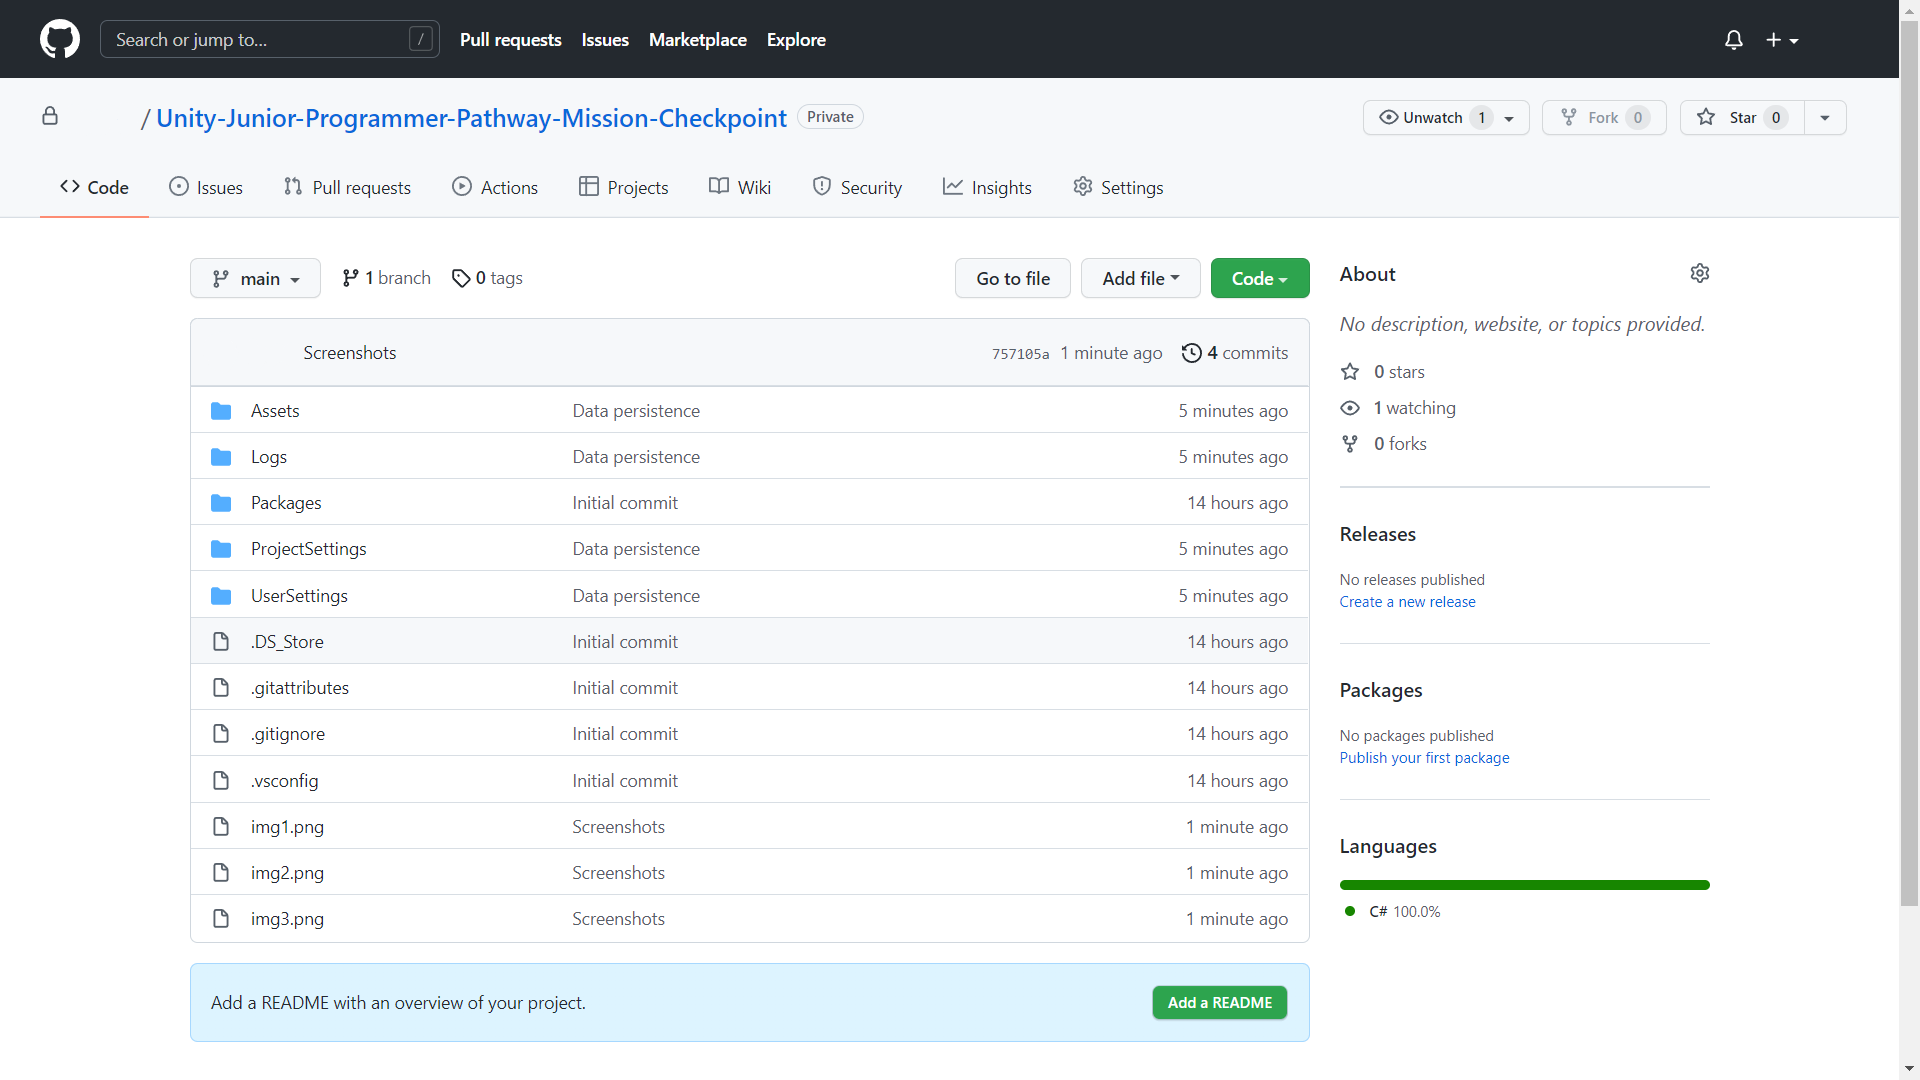 Search or jump to... /
Pull requests Issues Marketplace Explore
/ Unity-Junior-Programmer-Pathway-Mission-Checkpoint Private
Unwatch 1 Fork 0 Star 0
Code Issues Pull requests Actions Projects Wiki Security Insights Settings
main 1 branch 0 tags Go to file Add file Code
Screenshots 757105a 1 minute ago 4 commits
Assets Data persistence 5 minutes ago
Logs Data persistence 5 minutes ago
Packages Initial commit 14 hours ago
ProjectSettings Data persistence 5 minutes ago
UserSettings Data persistence 5 minutes ago
.DS_Store Initial commit 14 hours ago
.gitattributes Initial commit 14 hours ago
.gitignore Initial commit 14 hours ago
.vsconfig Initial commit 14 hours ago
img1.png Screenshots 1 minute ago
img2.png Screenshots 1 minute ago
img3.png Screenshots 1 minute ago
Add a README with an overview of your project. Add a README
About
No description, website, or topics provided.
0 stars
1 watching
0 forks
Releases
No releases published
Create a new release
Packages
No packages published
Publish your first package
Languages
C# 100.0%